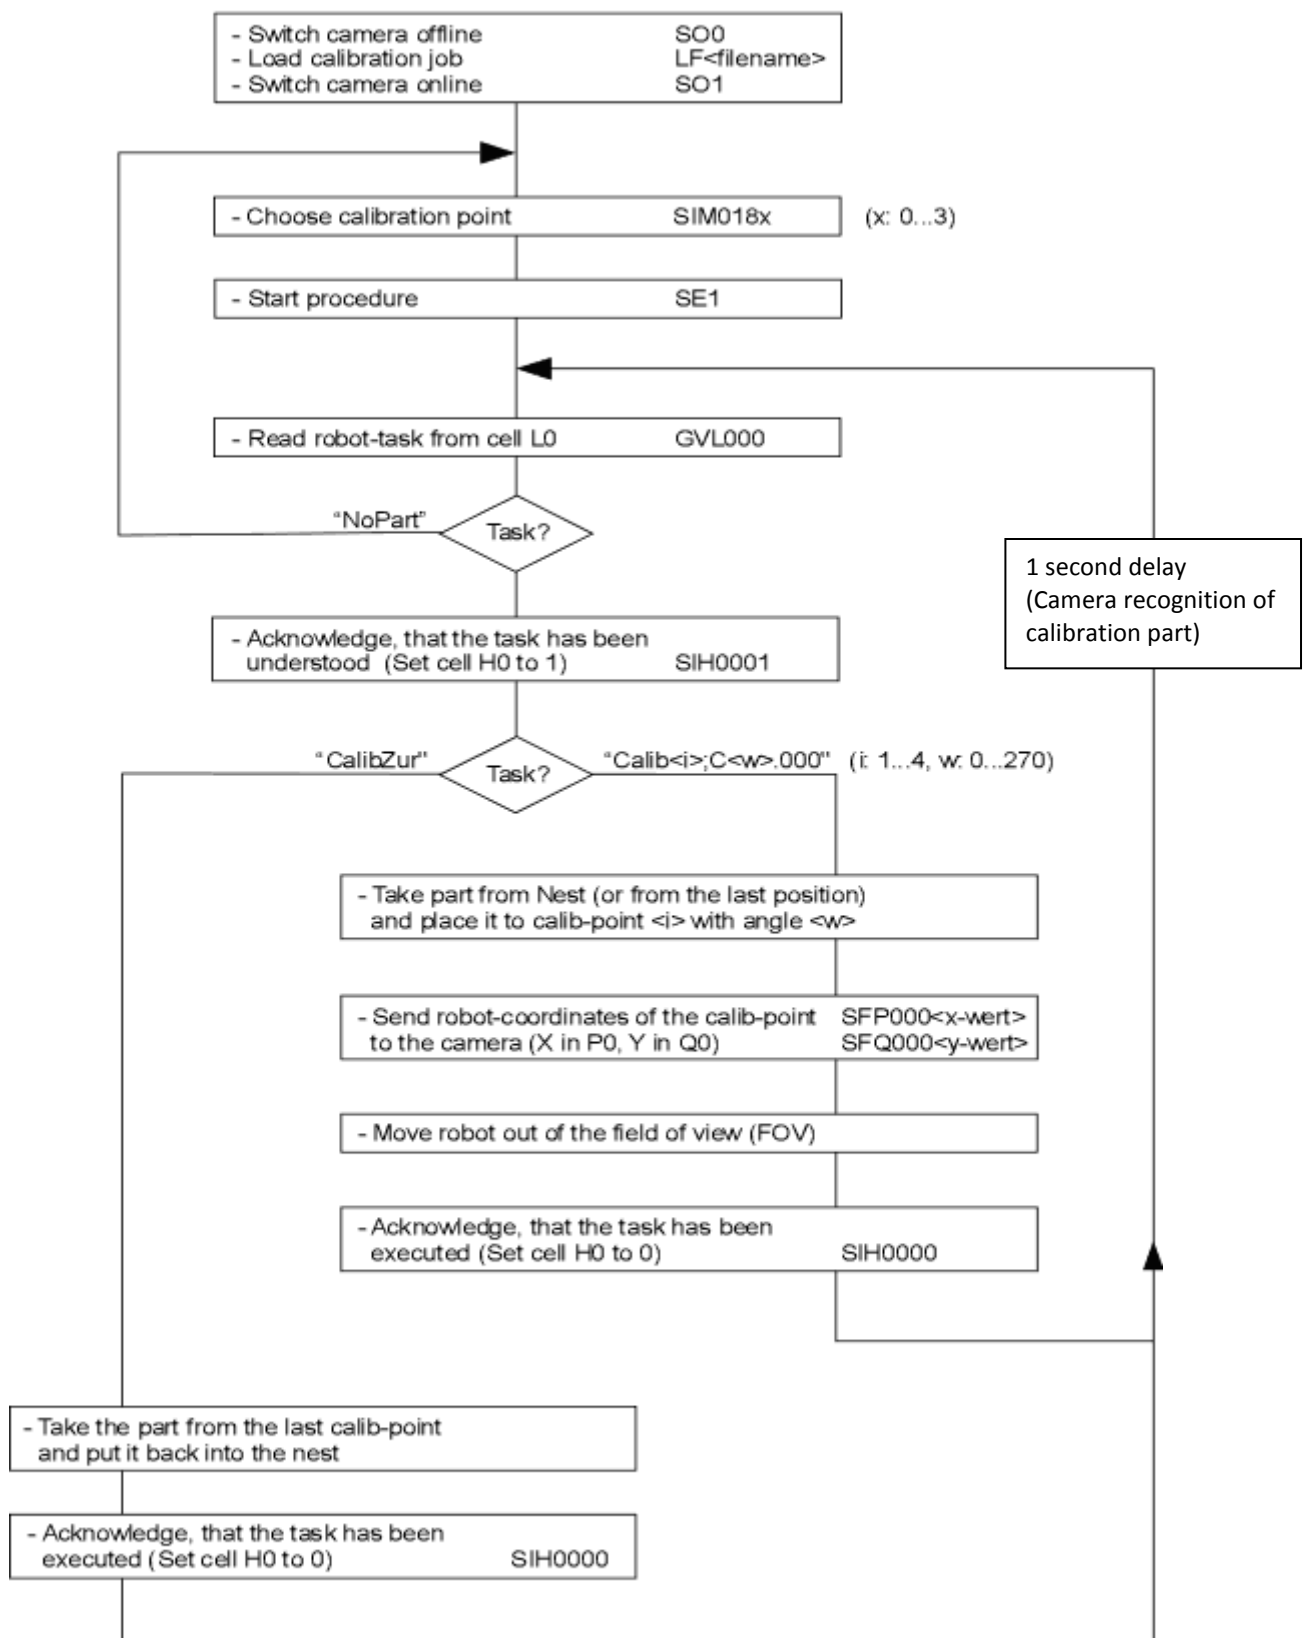 - Switch camera offline SO0
- Load calibration job LF<filename>
- Switch camera online SO1
- Choose calibration point SIM018x (x: 0...3)
- Start procedure SE1
- Read robot-task from cell L0 GVL000
"NoPart"
Task?
1 second delay
(Camera recognition of
calibration part)
- Acknowledge, that the task has been
understood (Set cell H0 to 1) SIH0001
"CalibZur"
Task?
"Calib<i>;C<w>.000" (i: 1...4, w: 0...270)
- Take part from Nest (or from the last position)
and place it to calib-point <i> with angle <w>
- Send robot-coordinates of the calib-point SFP000<x-wert>
to the camera (X in P0, Y in Q0) SFQ000<y-wert>
- Move robot out of the field of view (FOV)
- Acknowledge, that the task has been
executed (Set cell H0 to 0) SIH0000
- Take the part from the last calib-point
and put it back into the nest
- Acknowledge, that the task has been
executed (Set cell H0 to 0) SIH0000